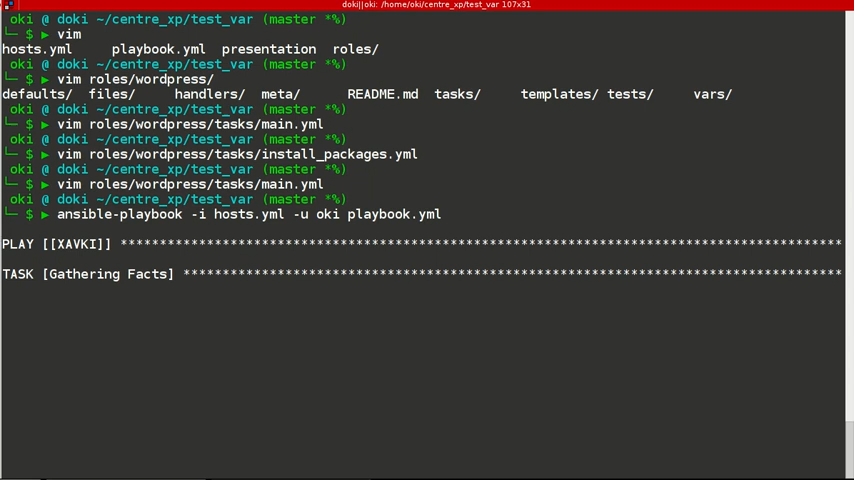 doki||oki: /home/oki/centre_xp/test_var 107x31
oki @ doki ~/centre_xp/test_var (master *%)
└─ $ ▶ vim
hosts.yml playbook.yml presentation roles/
oki @ doki ~/centre_xp/test_var (master *%)
└─ $ ▶ vim roles/wordpress/
defaults/ files/ handlers/ meta/ README.md tasks/ templates/ tests/ vars/
oki @ doki ~/centre_xp/test_var (master *%)
└─ $ ▶ vim roles/wordpress/tasks/main.yml
oki @ doki ~/centre_xp/test_var (master *%)
└─ $ ▶ vim roles/wordpress/tasks/install_packages.yml
oki @ doki ~/centre_xp/test_var (master *%)
└─ $ ▶ vim roles/wordpress/tasks/main.yml
oki @ doki ~/centre_xp/test_var (master *%)
└─ $ ▶ ansible-playbook -i hosts.yml -u oki playbook.yml
PLAY [[XAVKI]] ********************************************************************************************
TASK [Gathering Facts] ************************************************************************************